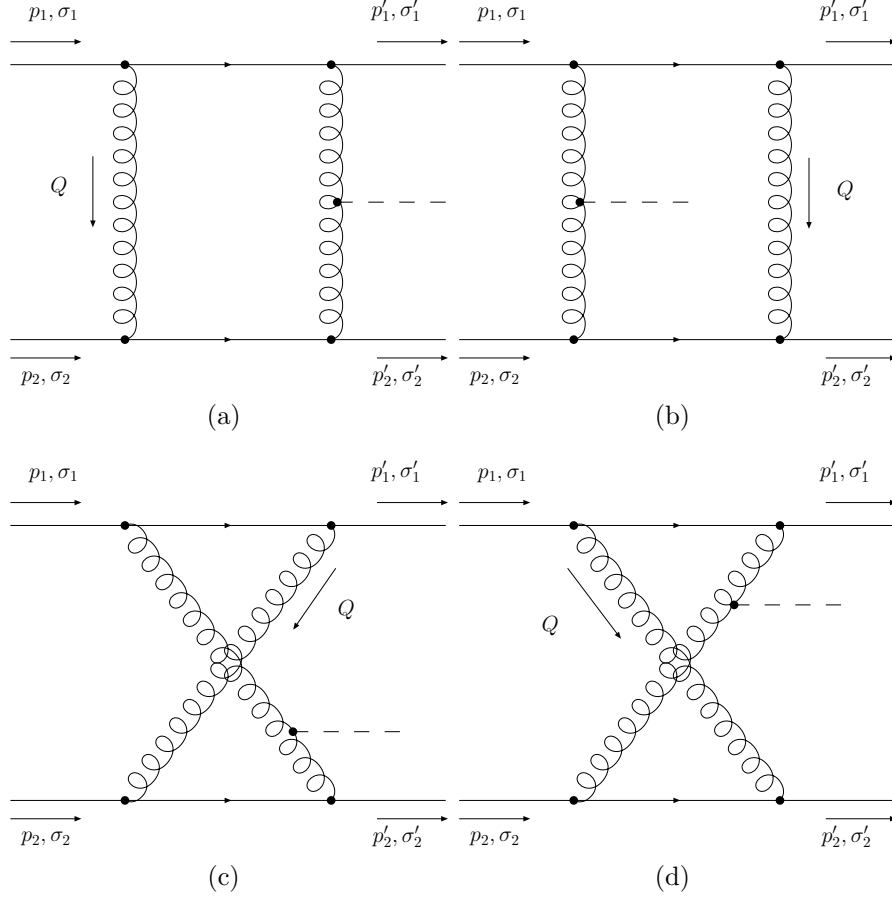 p₁, σ₁ p′₁, σ′₁ p₁, σ₁ p′₁, σ′₁
Q Q
p₂, σ₂ p′₂, σ′₂ p₂, σ₂ p′₂, σ′₂
(a) (b)
p₁, σ₁ p′₁, σ′₁ p₁, σ₁ p′₁, σ′₁
Q Q
p₂, σ₂ p′₂, σ′₂ p₂, σ₂ p′₂, σ′₂
(c) (d)